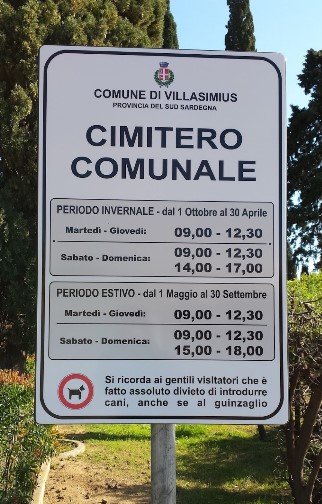 COMUNE DI VILLASIMIUS
PROVINCIA DEL SUD SARDEGNA
CIMITERO
COMUNALE
PERIODO INVERNALE - dal 1 Ottobre al 30 Aprile
Martedì - Giovedì: 09,00 - 12,30
Sabato - Domenica: 09,00 - 12,30
14,00 - 17,00
PERIODO ESTIVO - dal 1 Maggio al 30 Settembre
Martedì - Giovedì: 09,00 - 12,30
Sabato - Domenica: 09,00 - 12,30
15,00 - 18,00
Si ricorda ai gentili visitatori che è
fatto assoluto divieto di introdurre
cani, anche se al guinzaglio